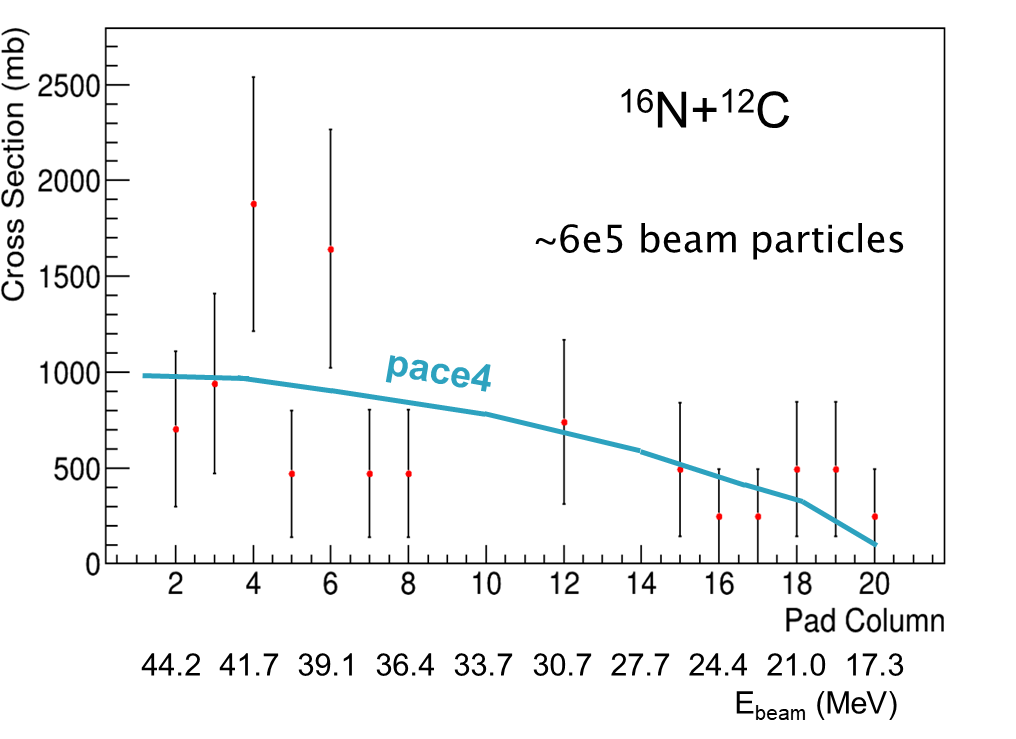 Cross Section (mb)
2500
2000
1500
1000
500
0
¹⁶N+¹²C
~6e5 beam particles
pace4
2 4 6 8 10 12 14 16 18 20
Pad Column
44.2 41.7 39.1 36.4 33.7 30.7 27.7 24.4 21.0 17.3
E_beam (MeV)